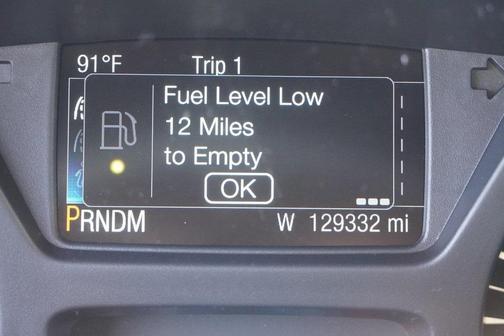 91°F Trip 1
Fuel Level Low
12 Miles
to Empty
OK
PRNDM W 129332 mi